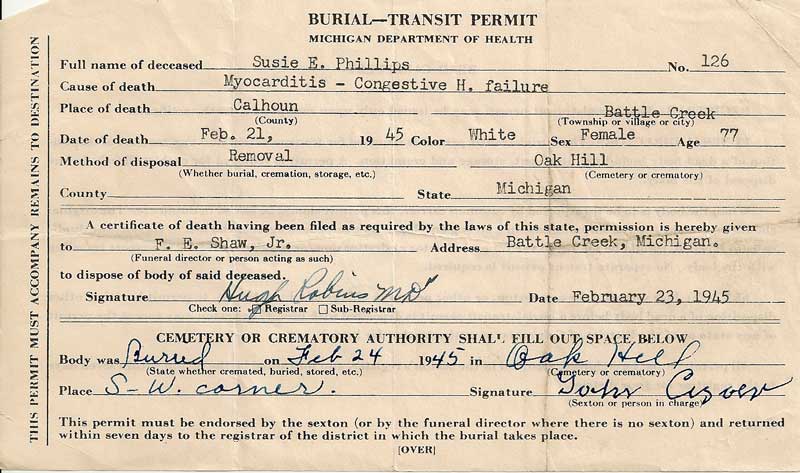 BURIAL—TRANSIT PERMIT
MICHIGAN DEPARTMENT OF HEALTH
THIS PERMIT MUST ACCOMPANY REMAINS TO DESTINATION
Full name of deceased Susie E. Phillips No. 126
Cause of death Myocarditis - Congestive H. failure
Place of death Calhoun Battle Creek
(County) (Township or village or city)
Date of death Feb. 21, 1945 Color White Sex Female Age 77
Method of disposal Removal Oak Hill
(Whether burial, cremation, storage, etc.) (Cemetery or crematory)
County State Michigan
A certificate of death having been filed as required by the laws of this state, permission is hereby given
to F. E. Shaw, Jr. Address Battle Creek, Michigan.
(Funeral director or person acting as such)
to dispose of body of said deceased.
Signature Hugh Robins MD Date February 23, 1945
Check one: Registrar Sub-Registrar
CEMETERY OR CREMATORY AUTHORITY SHALL FILL OUT SPACE BELOW
Body was Buried on Feb 24 1945 in Oak Hill
(State whether cremated, buried, stored, etc.) (Cemetery or crematory)
Place S-W. corner. Signature John
(Sexton or person in charge)
This permit must be endorsed by the sexton (or by the funeral director where there is no sexton) and returned
within seven days to the registrar of the district in which the burial takes place.
[OVER]